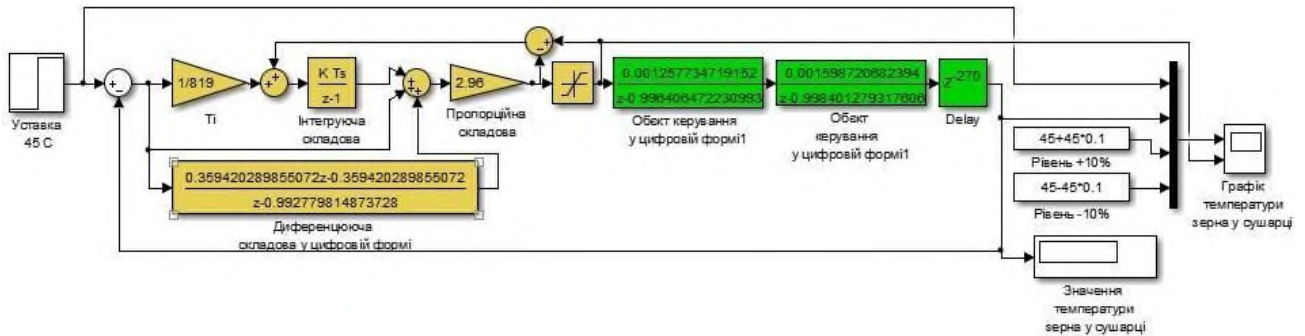 Уставка
45 С
+
-
1/819
Ti
+
+
K Ts
z-1
Інтегруюча
складова
+
+
+
2.96
Пропорційна
складова
-
+
0.001257734719152
z-0.996406472230993
Обєкт керування
у цифровій формі1
0.001598720682394
z-0.998401279317606
Обєкт
керування
у цифровій формі1
z-270
Delay
45+45*0.1
Рівень +10%
45-45*0.1
Рівень -10%
Графік
температури
зерна у сушарці
0.359420289855072z-0.359420289855072
z-0.992779814873728
Диференцююча
складова у цифровій формі
Значення
температури
зерна у сушарці